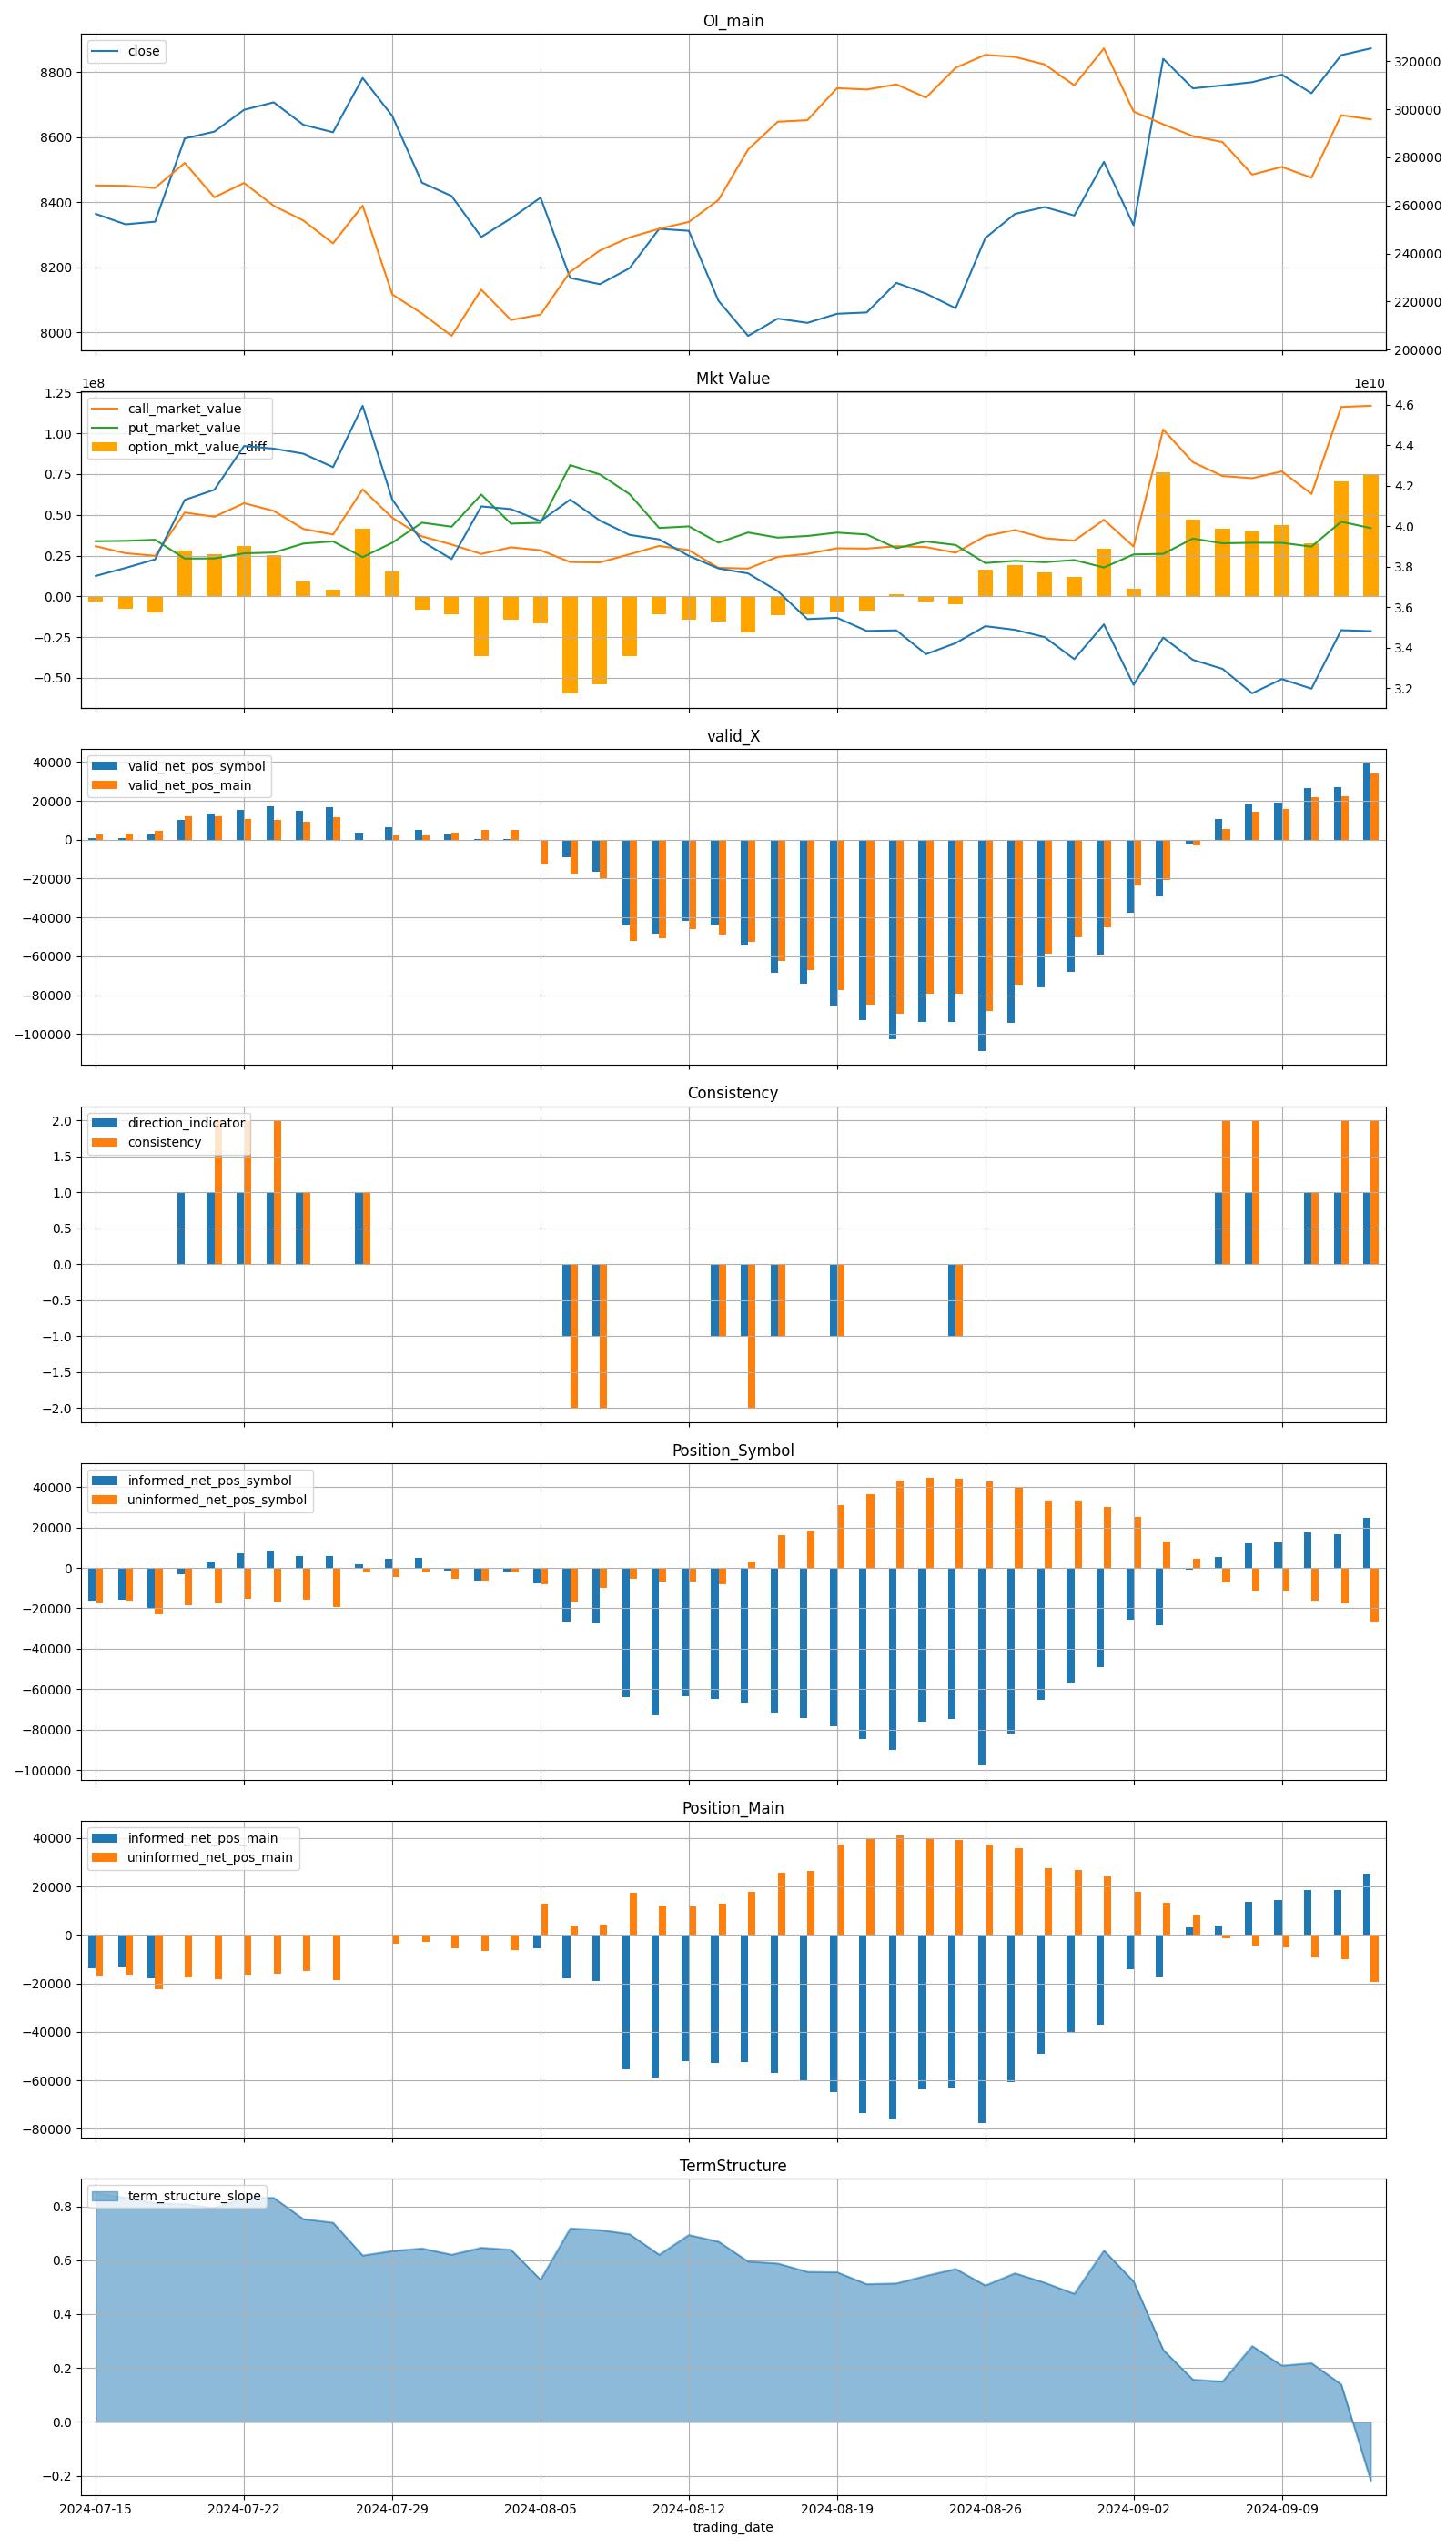 OI_main
close
8800
8600
8400
8200
8000
320000
300000
280000
260000
240000
220000
200000
Mkt Value
1e8
1e10
call_market_value
put_market_value
option_mkt_value_diff
1.25
1.00
0.75
0.50
0.25
0.00
−0.25
−0.50
4.6
4.4
4.2
4.0
3.8
3.6
3.4
3.2
valid_X
valid_net_pos_symbol
valid_net_pos_main
40000
20000
0
−20000
−40000
−60000
−80000
−100000
Consistency
direction_indicator
consistency
2.0
1.5
1.0
0.5
0.0
−0.5
−1.0
−1.5
−2.0
Position_Symbol
informed_net_pos_symbol
uninformed_net_pos_symbol
40000
20000
0
−20000
−40000
−60000
−80000
−100000
Position_Main
informed_net_pos_main
uninformed_net_pos_main
40000
20000
0
−20000
−40000
−60000
−80000
TermStructure
term_structure_slope
0.8
0.6
0.4
0.2
0.0
−0.2
2024-07-15 2024-07-22 2024-07-29 2024-08-05 2024-08-12 2024-08-19 2024-08-26 2024-09-02 2024-09-09
trading_date